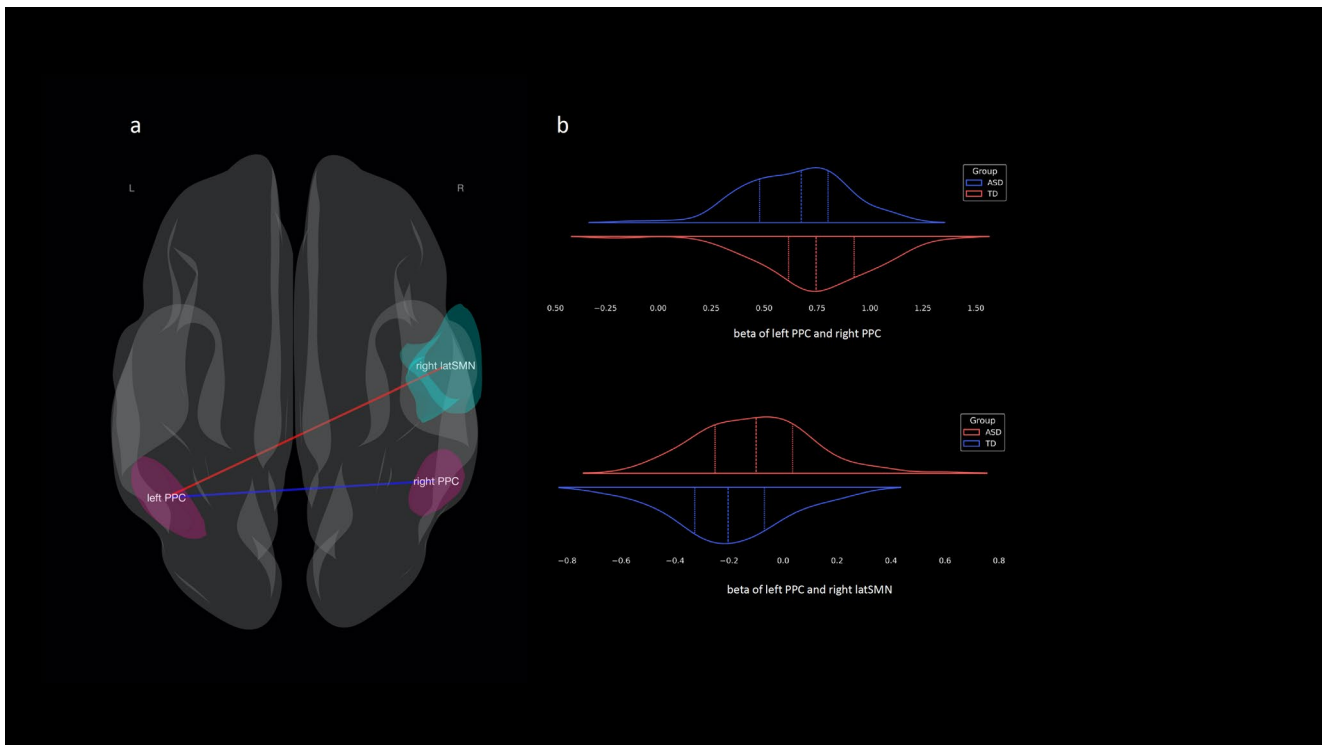 a
L
R
right latSMN
left PPC
right PPC
b
Group
ASD
TD
0.50
−0.25
0.00
0.25
0.50
0.75
1.00
1.25
1.50
beta of left PPC and right PPC
Group
ASD
TD
−0.8
−0.6
−0.4
−0.2
0.0
0.2
0.4
0.6
0.8
beta of left PPC and right latSMN